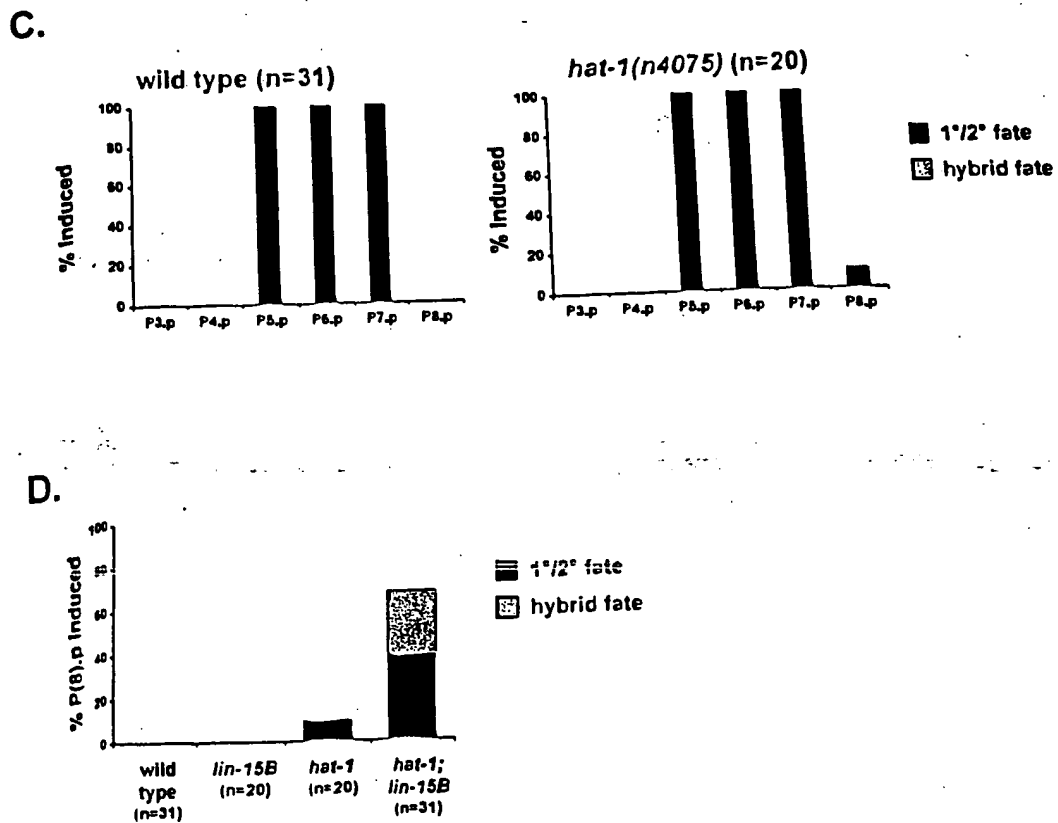 C.
wild type (n=31)
% Induced
100
80
60
40
20
0
P3.p P4.p P5.p P6.p P7.p P8.p
hat-1(n4075) (n=20)
% Induced
100
80
60
40
20
0
P3.p P4.p P5.p P6.p P7.p P8.p
1°/2° fate
hybrid fate
D.
% P(8).p Induced
100
80
60
40
20
0
wild type (n=31)
lin-15B (n=20)
hat-1 (n=20)
hat-1; lin-15B (n=31)
1°/2° fate
hybrid fate